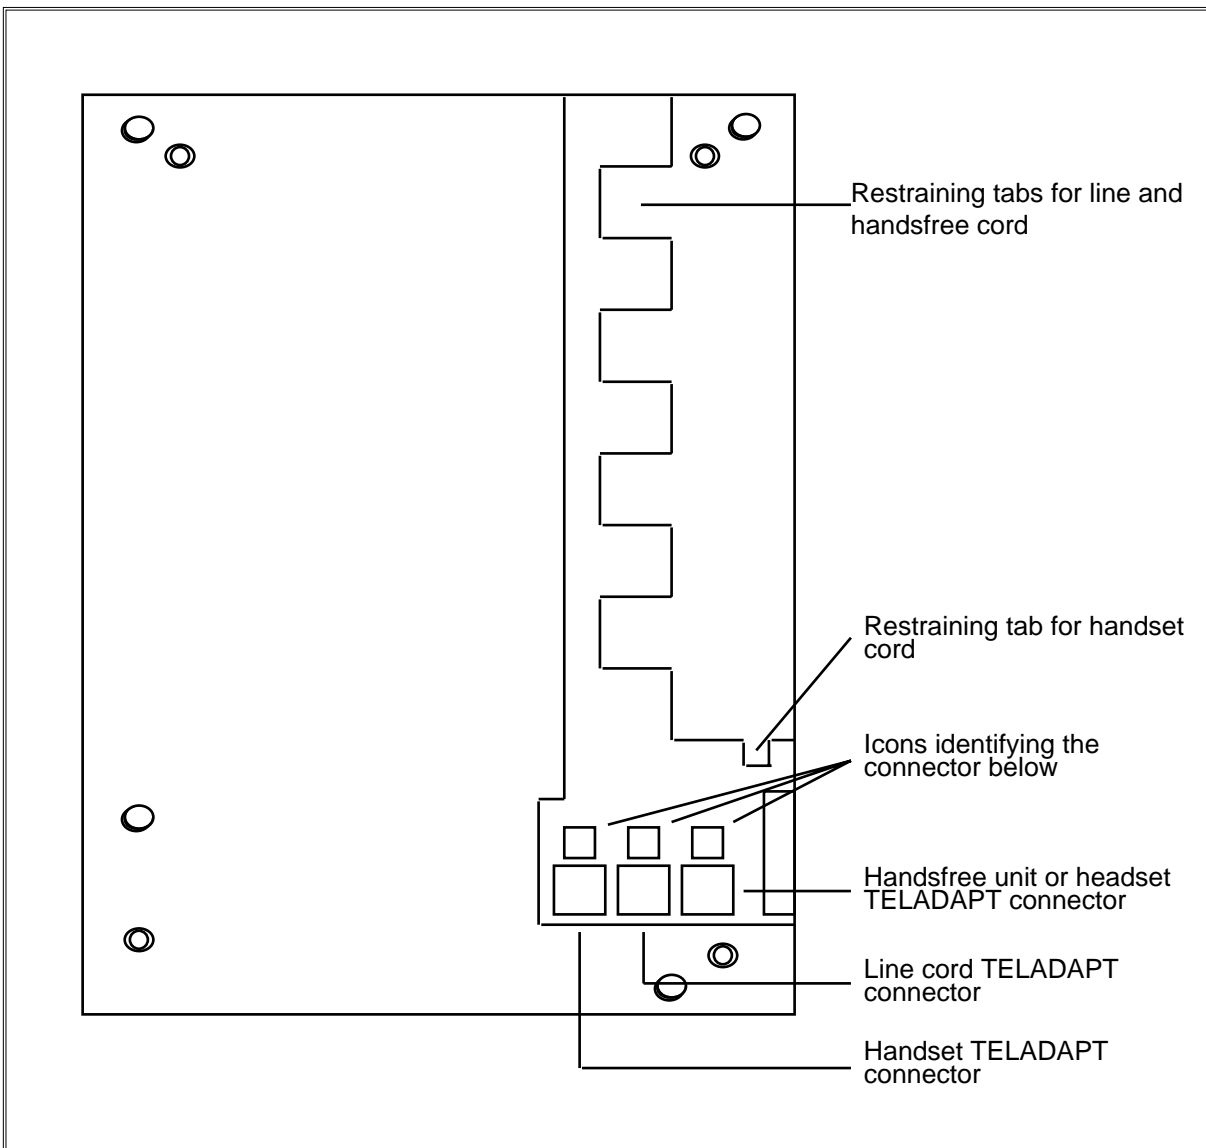 Restraining tabs for line and
handsfree cord
Restraining tab for handset
cord
Icons identifying the
connector below
Handsfree unit or headset
TELADAPT connector
Line cord TELADAPT
connector
Handset TELADAPT
connector